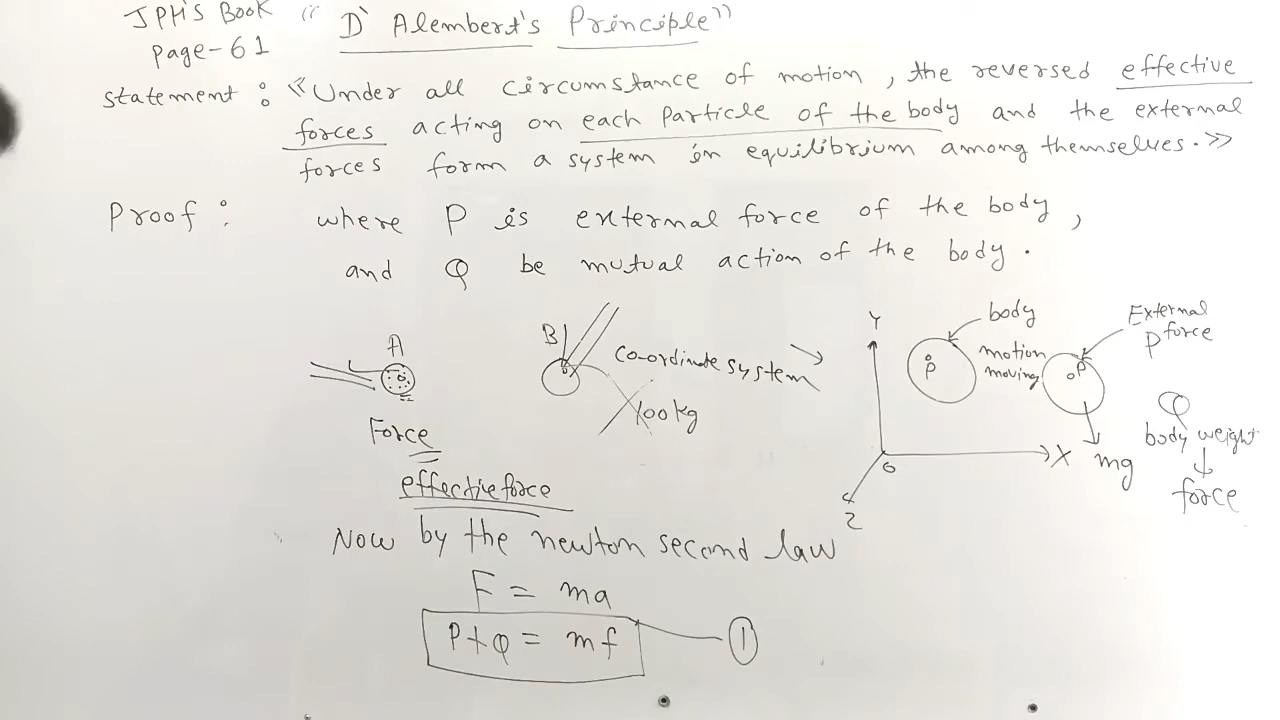 JPH'S Book “D' Alembert's Principle”
Page-61
Statement : “Under all circumstance of motion, the reversed effective
forces acting on each particle of the body and the external
forces form a system in equilibrium among themselves.”
Proof : where P is external force of the body,
and Q be mutual action of the body.
A
Force
effective force
B
co-ordinate system
100 kg
Y
X
Z
O
body
P
motion
moving
External
P force
P
mg
Q
body weight
force
Now by the newton second law
F = ma
P+Q = mf 1